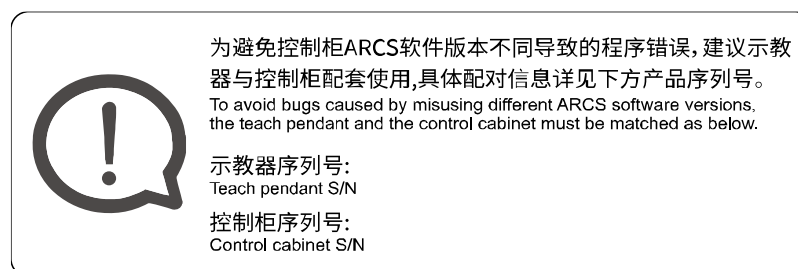 为避免控制柜ARCS软件版本不同导致的程序错误,建议示教
器与控制柜配套使用,具体配对信息详见下方产品序列号。
To avoid bugs caused by misusing different ARCS software versions,
the teach pendant and the control cabinet must be matched as below.
示教器序列号:
Teach pendant S/N
控制柜序列号:
Control cabinet S/N